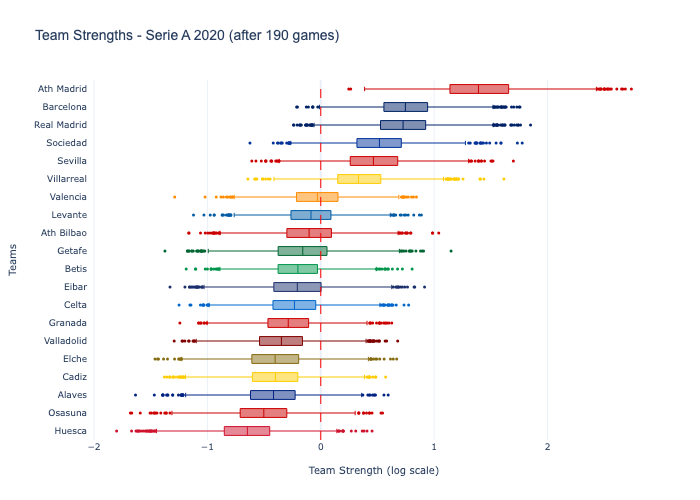 Team Strengths - Serie A 2020 (after 190 games)
Ath Madrid
Barcelona
Real Madrid
Sociedad
Sevilla
Villarreal
Valencia
Levante
Ath Bilbao
Getafe
Betis
Eibar
Celta
Granada
Valladolid
Elche
Cadiz
Alaves
Osasuna
Huesca
Teams
−2 −1 0 1 2
Team Strength (log scale)